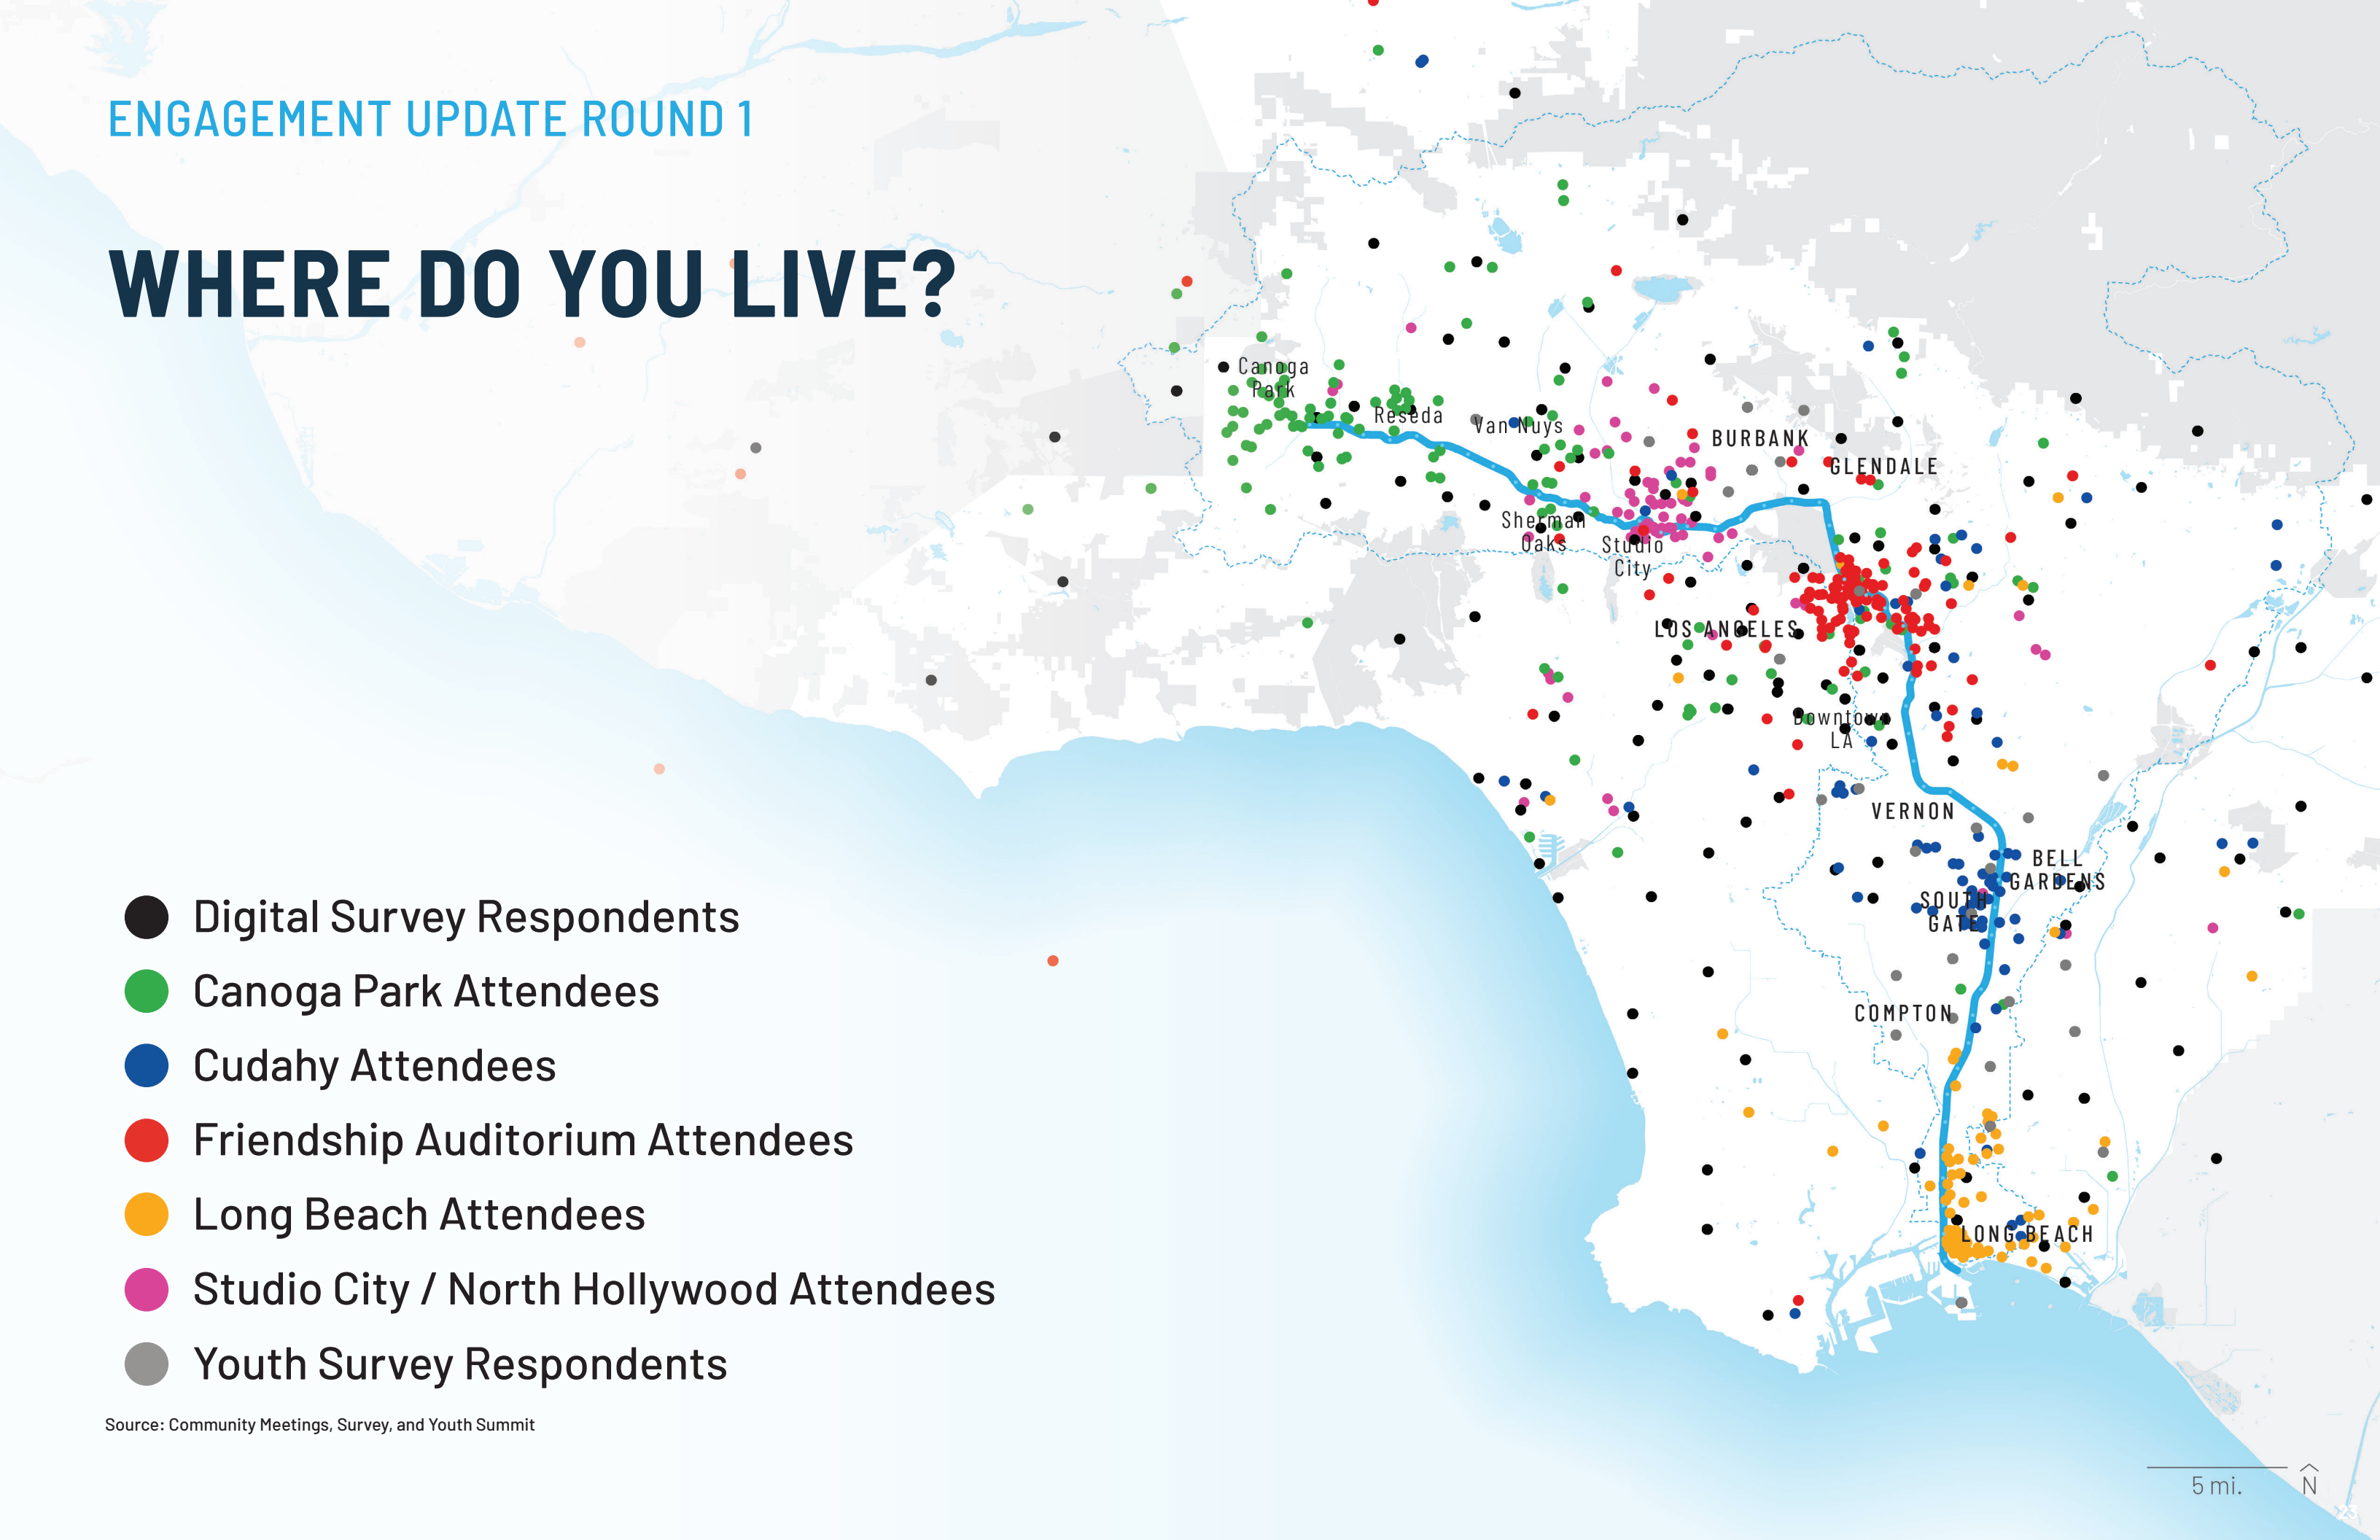 ENGAGEMENT UPDATE ROUND 1
WHERE DO YOU LIVE?
Canoga
Park
Reseda
Van Nuys
BURBANK
GLENDALE
Sherman
Oaks
Studio
City
LOS ANGELES
Downtown
LA
VERNON
BELL
GARDENS
SOUTH
GATE
COMPTON
LONG BEACH
Digital Survey Respondents
Canoga Park Attendees
Cudahy Attendees
Friendship Auditorium Attendees
Long Beach Attendees
Studio City / North Hollywood Attendees
Youth Survey Respondents
Source: Community Meetings, Survey, and Youth Summit
5 mi.
N
23